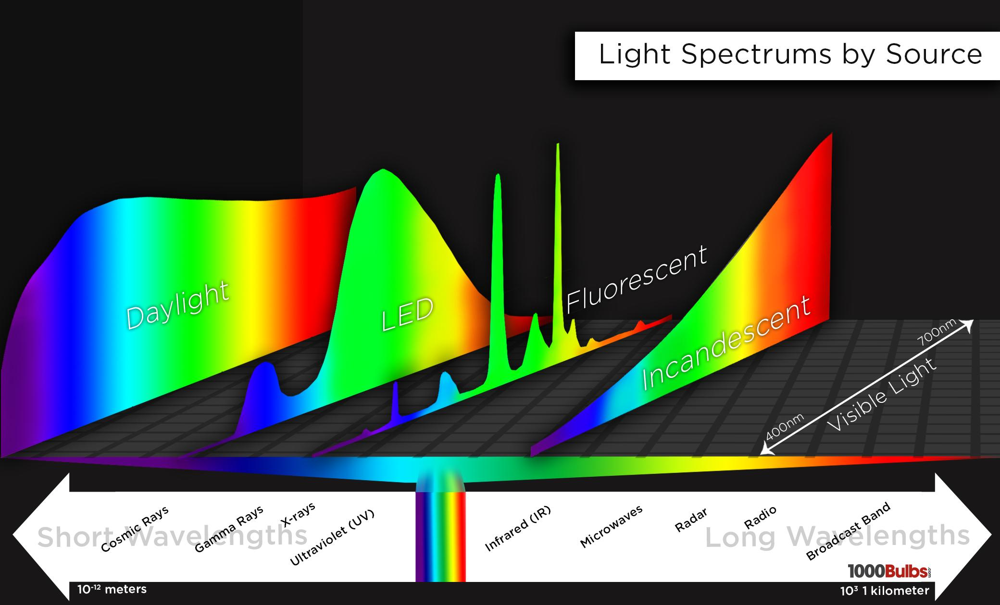 Light Spectrums by Source
Daylight
LED
Fluorescent
Incandescent
700nm
400nm
Visible Light
Short Wavelengths
Long Wavelengths
Cosmic Rays
Gamma Rays
X-rays
Ultraviolet (UV)
Infrared (IR)
Microwaves
Radar
Radio
Broadcast Band
1000Bulbs.com
10⁻¹² meters
10³ 1 kilometer